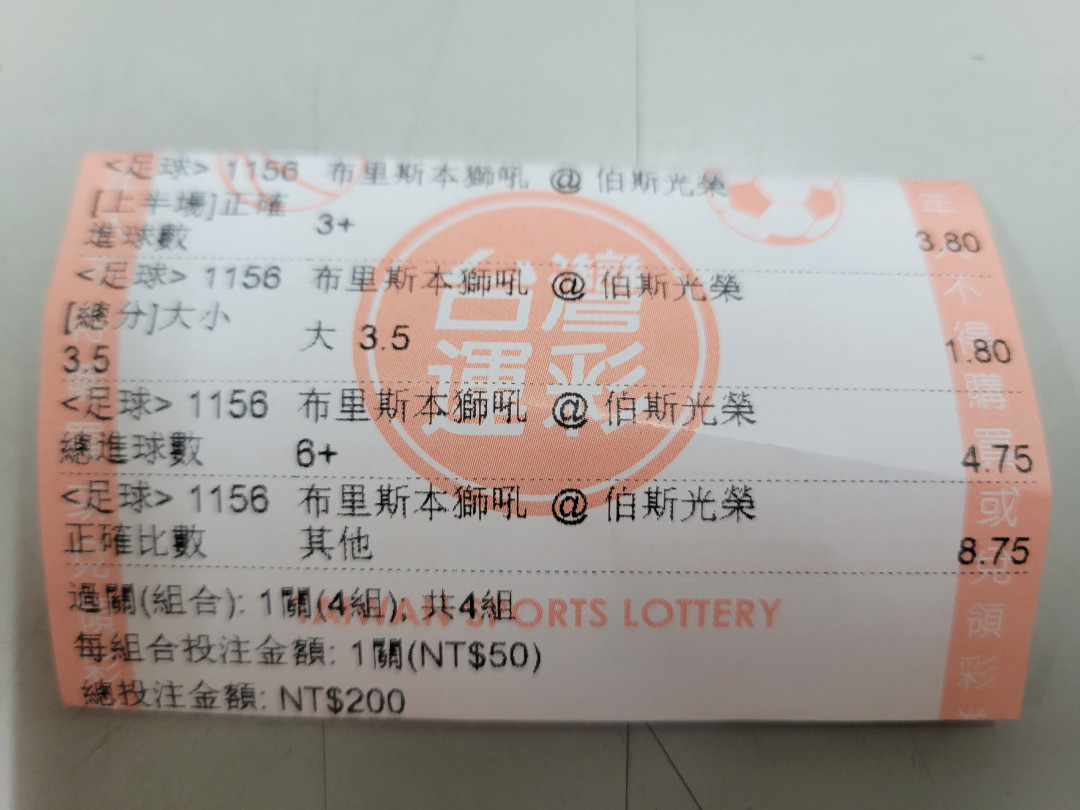 <足球> 1156 布里斯本獅吼 @ 伯斯光榮
[上半場]正確
進球數 3+ 3.80
<足球> 1156 布里斯本獅吼 @ 伯斯光榮
[總分]大小
3.5 大 3.5 1.80
<足球> 1156 布里斯本獅吼 @ 伯斯光榮
總進球數 6+ 4.75
<足球> 1156 布里斯本獅吼 @ 伯斯光榮
正確比數 其他 8.75
過關(組合): 1關(4組), 共4組
每組合投注金額: 1關(NT$50)
總投注金額: NT$200
台灣
運彩
TAIWAN SPORTS LOTTERY
年
不得購買或兌領彩